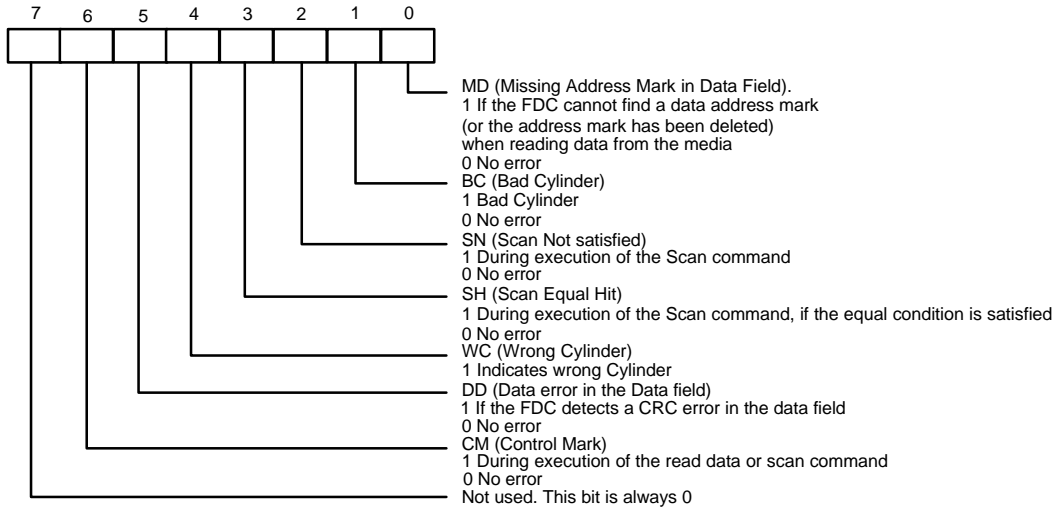 7 6 5 4 3 2 1 0
MD (Missing Address Mark in Data Field).
1 If the FDC cannot find a data address mark
(or the address mark has been deleted)
when reading data from the media
0 No error
BC (Bad Cylinder)
1 Bad Cylinder
0 No error
SN (Scan Not satisfied)
1 During execution of the Scan command
0 No error
SH (Scan Equal Hit)
1 During execution of the Scan command, if the equal condition is satisfied
0 No error
WC (Wrong Cylinder)
1 Indicates wrong Cylinder
DD (Data error in the Data field)
1 If the FDC detects a CRC error in the data field
0 No error
CM (Control Mark)
1 During execution of the read data or scan command
0 No error
Not used. This bit is always 0